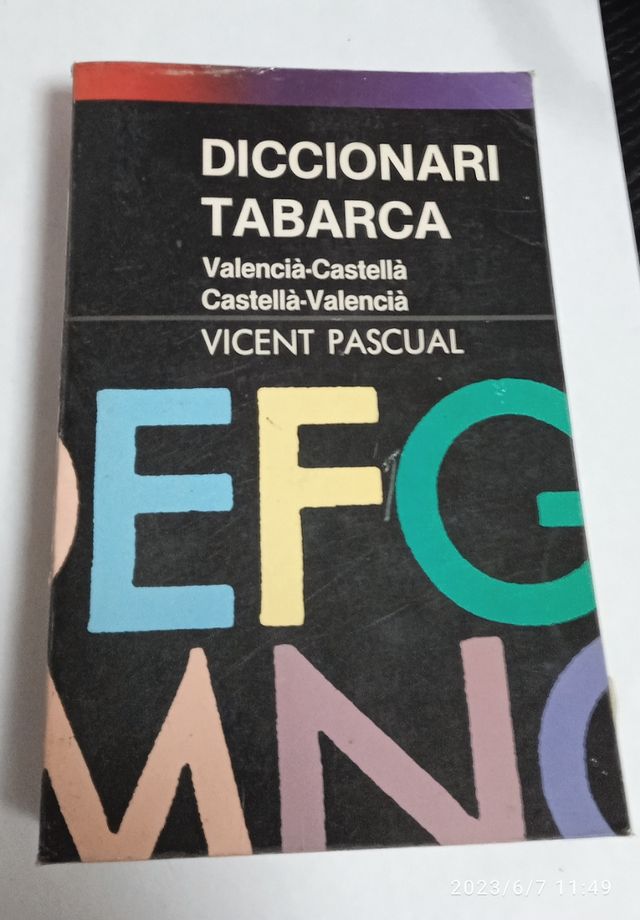 DICCIONARI
TABARCA
Valencià-Castellà
Castellà-Valencià
VICENT PASCUAL
EFG
MN
2023/6/7 11:49